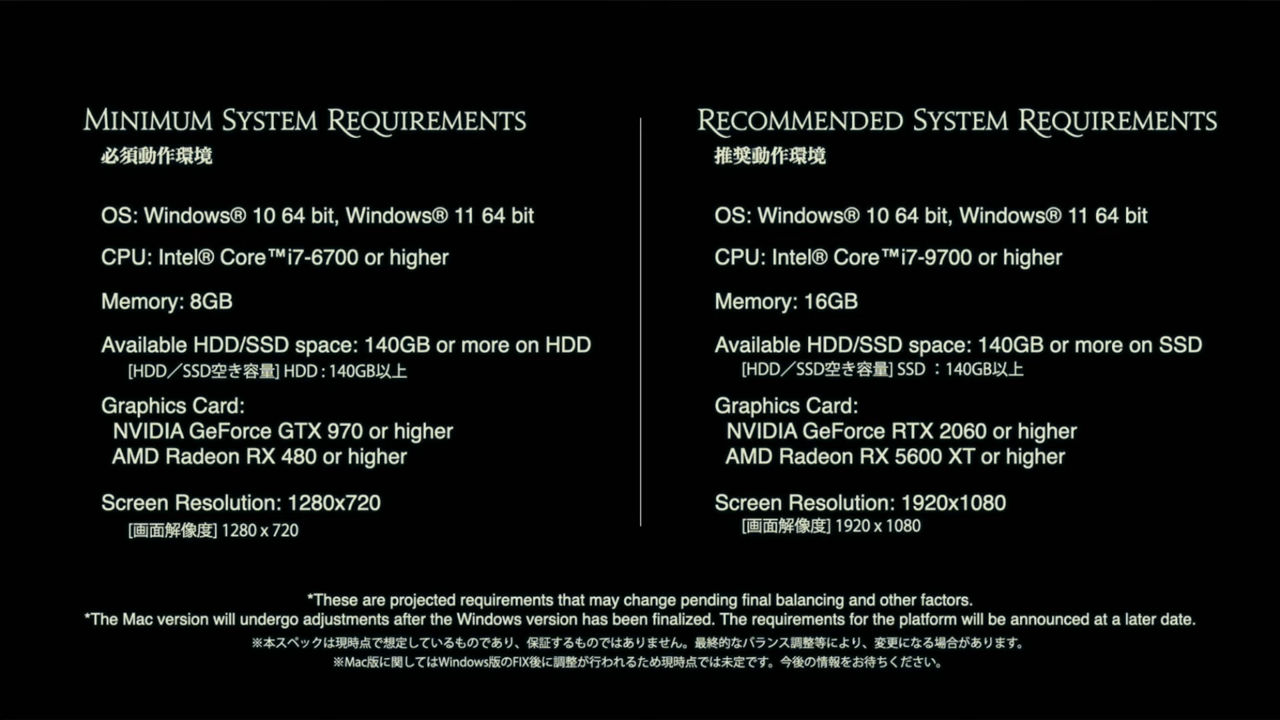 MINIMUM SYSTEM REQUIREMENTS
必須動作環境
OS: Windows® 10 64 bit, Windows® 11 64 bit
CPU: Intel® Core™i7-6700 or higher
Memory: 8GB
Available HDD/SSD space: 140GB or more on HDD
[HDD／SSD空き容量] HDD : 140GB以上
Graphics Card:
NVIDIA GeForce GTX 970 or higher
AMD Radeon RX 480 or higher
Screen Resolution: 1280x720
[画面解像度] 1280 x 720
RECOMMENDED SYSTEM REQUIREMENTS
推奨動作環境
OS: Windows® 10 64 bit, Windows® 11 64 bit
CPU: Intel® Core™i7-9700 or higher
Memory: 16GB
Available HDD/SSD space: 140GB or more on SSD
[HDD／SSD空き容量] SSD ：140GB以上
Graphics Card:
NVIDIA GeForce RTX 2060 or higher
AMD Radeon RX 5600 XT or higher
Screen Resolution: 1920x1080
[画面解像度] 1920 x 1080
*These are projected requirements that may change pending final balancing and other factors.
*The Mac version will undergo adjustments after the Windows version has been finalized. The requirements for the platform will be announced at a later date.
※本スペックは現時点で想定しているものであり、保証するものではありません。最終的なバランス調整等により、変更になる場合があります。
※Mac版に関してはWindows版のFIX後に調整が行われるため現時点では未定です。今後の情報をお待ちください。